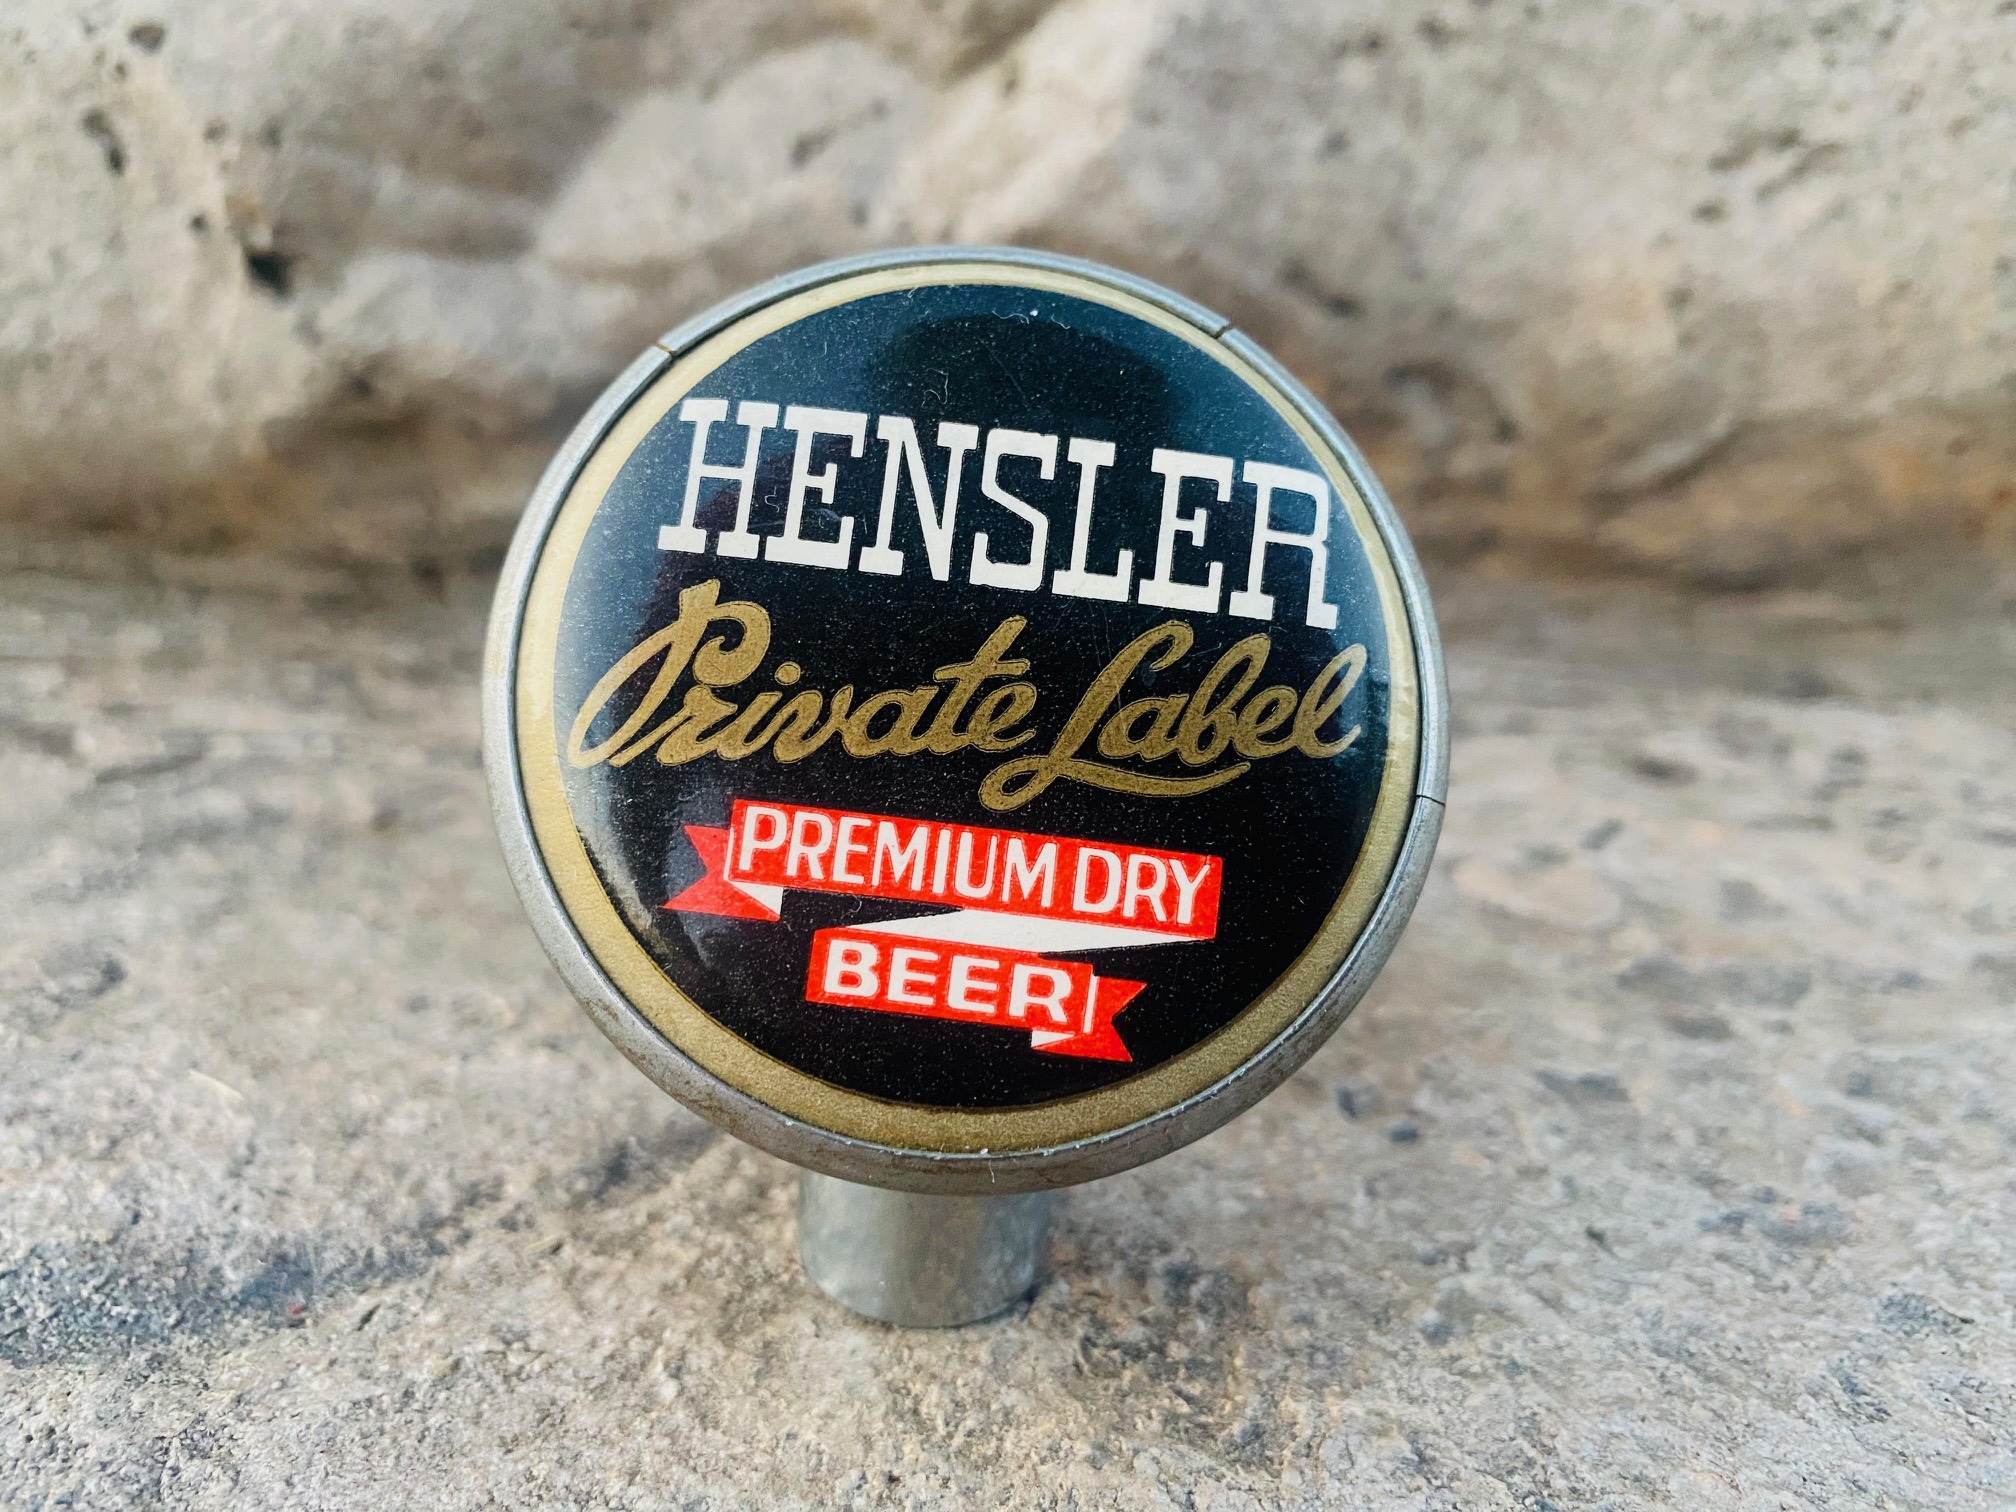 HENSLER
Private Label
PREMIUM DRY
BEER